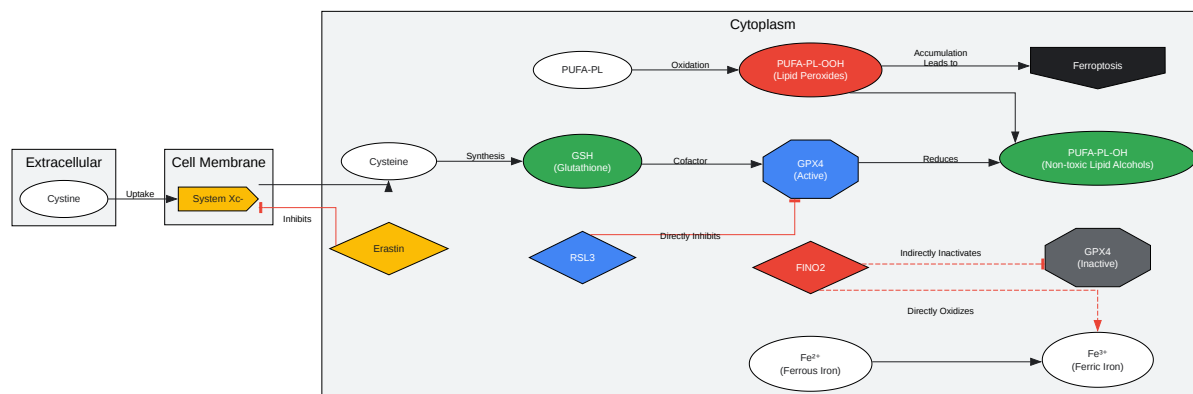 Cytoplasm
PUFA-PL
Oxidation
PUFA-PL-OOH
(Lipid Peroxides)
Accumulation
Leads to
Ferroptosis
Extracellular
Cystine
Uptake
Cell Membrane
System Xc-
Cysteine
Synthesis
GSH
(Glutathione)
Cofactor
GPX4
(Active)
Reduces
PUFA-PL-OH
(Non-toxic Lipid Alcohols)
Inhibits
Erastin
RSL3
Directly Inhibits
FINO2
Indirectly Inactivates
GPX4
(Inactive)
Directly Oxidizes
Fe²⁺
(Ferrous Iron)
Fe³⁺
(Ferric Iron)